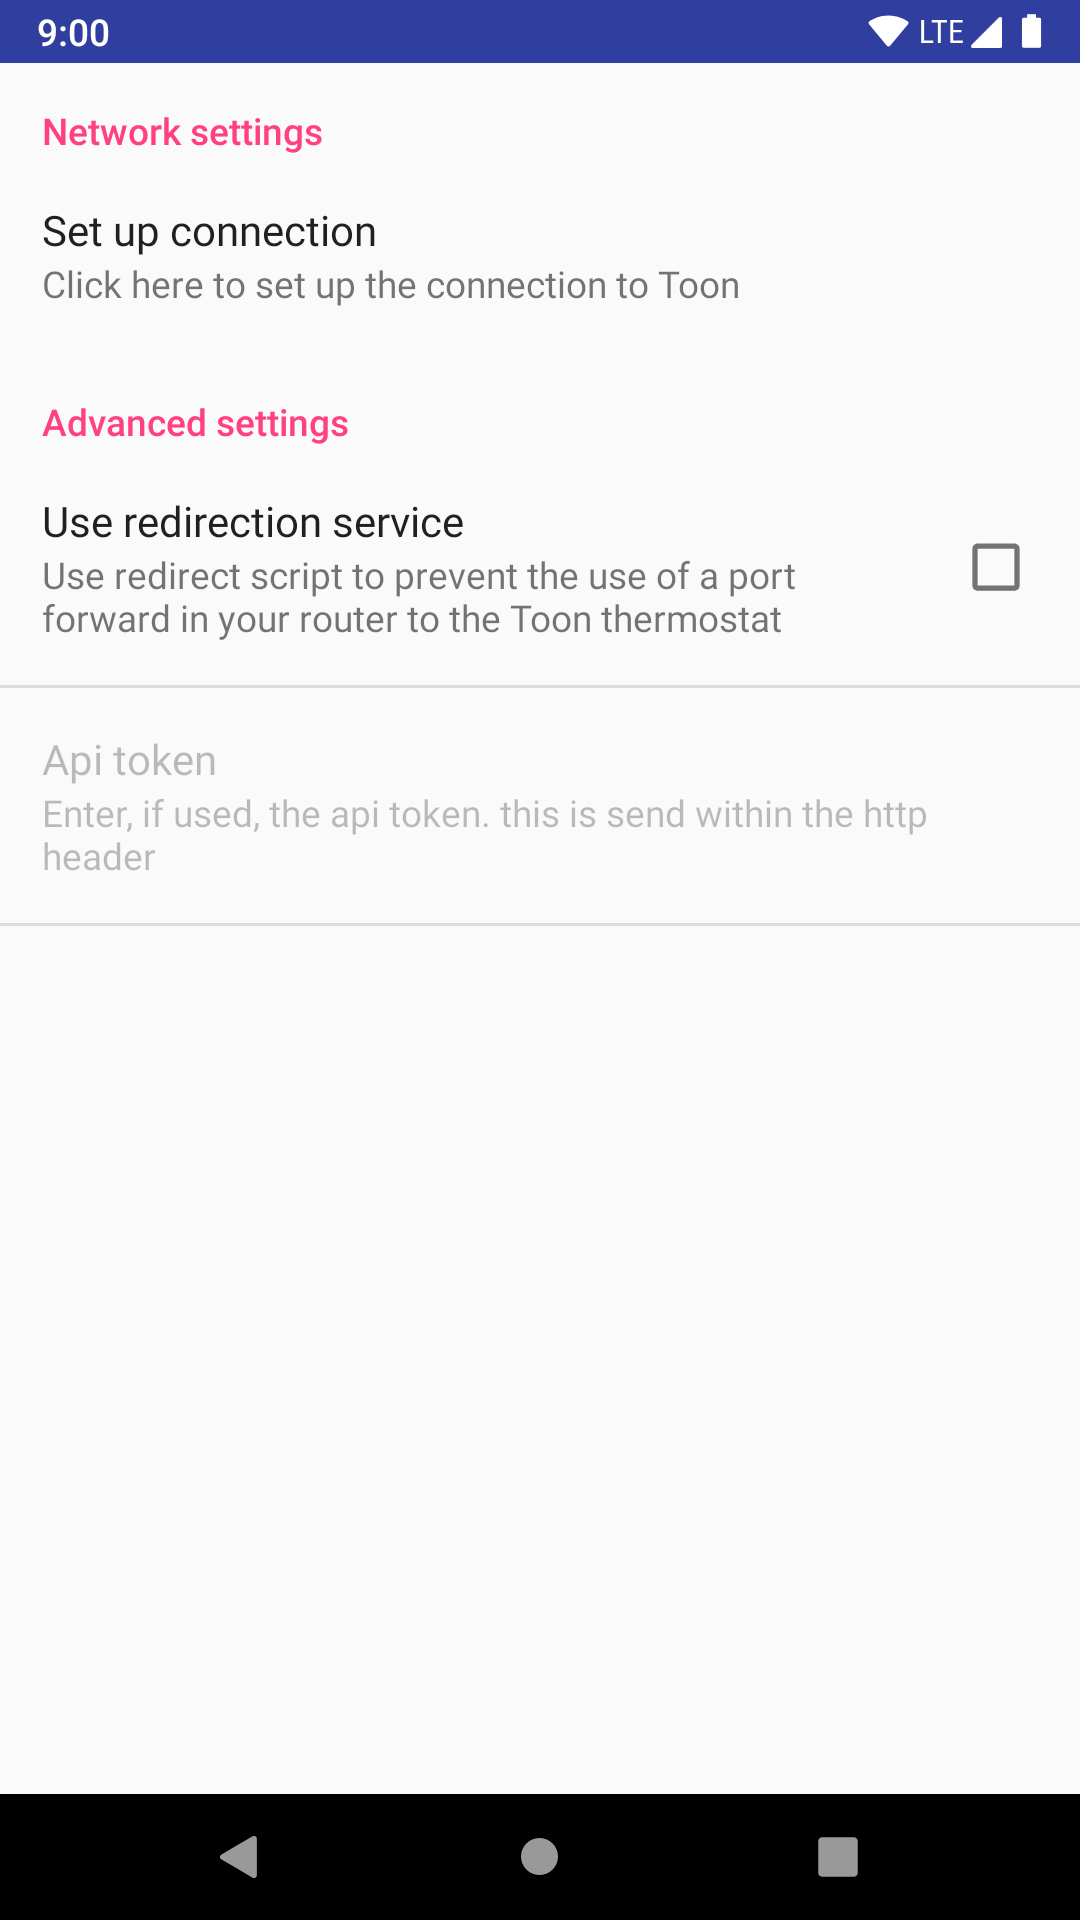 9:00 LTE
Network settings
Set up connection
Click here to set up the connection to Toon
Advanced settings
Use redirection service
Use redirect script to prevent the use of a port
forward in your router to the Toon thermostat
Api token
Enter, if used, the api token. this is send within the http
header